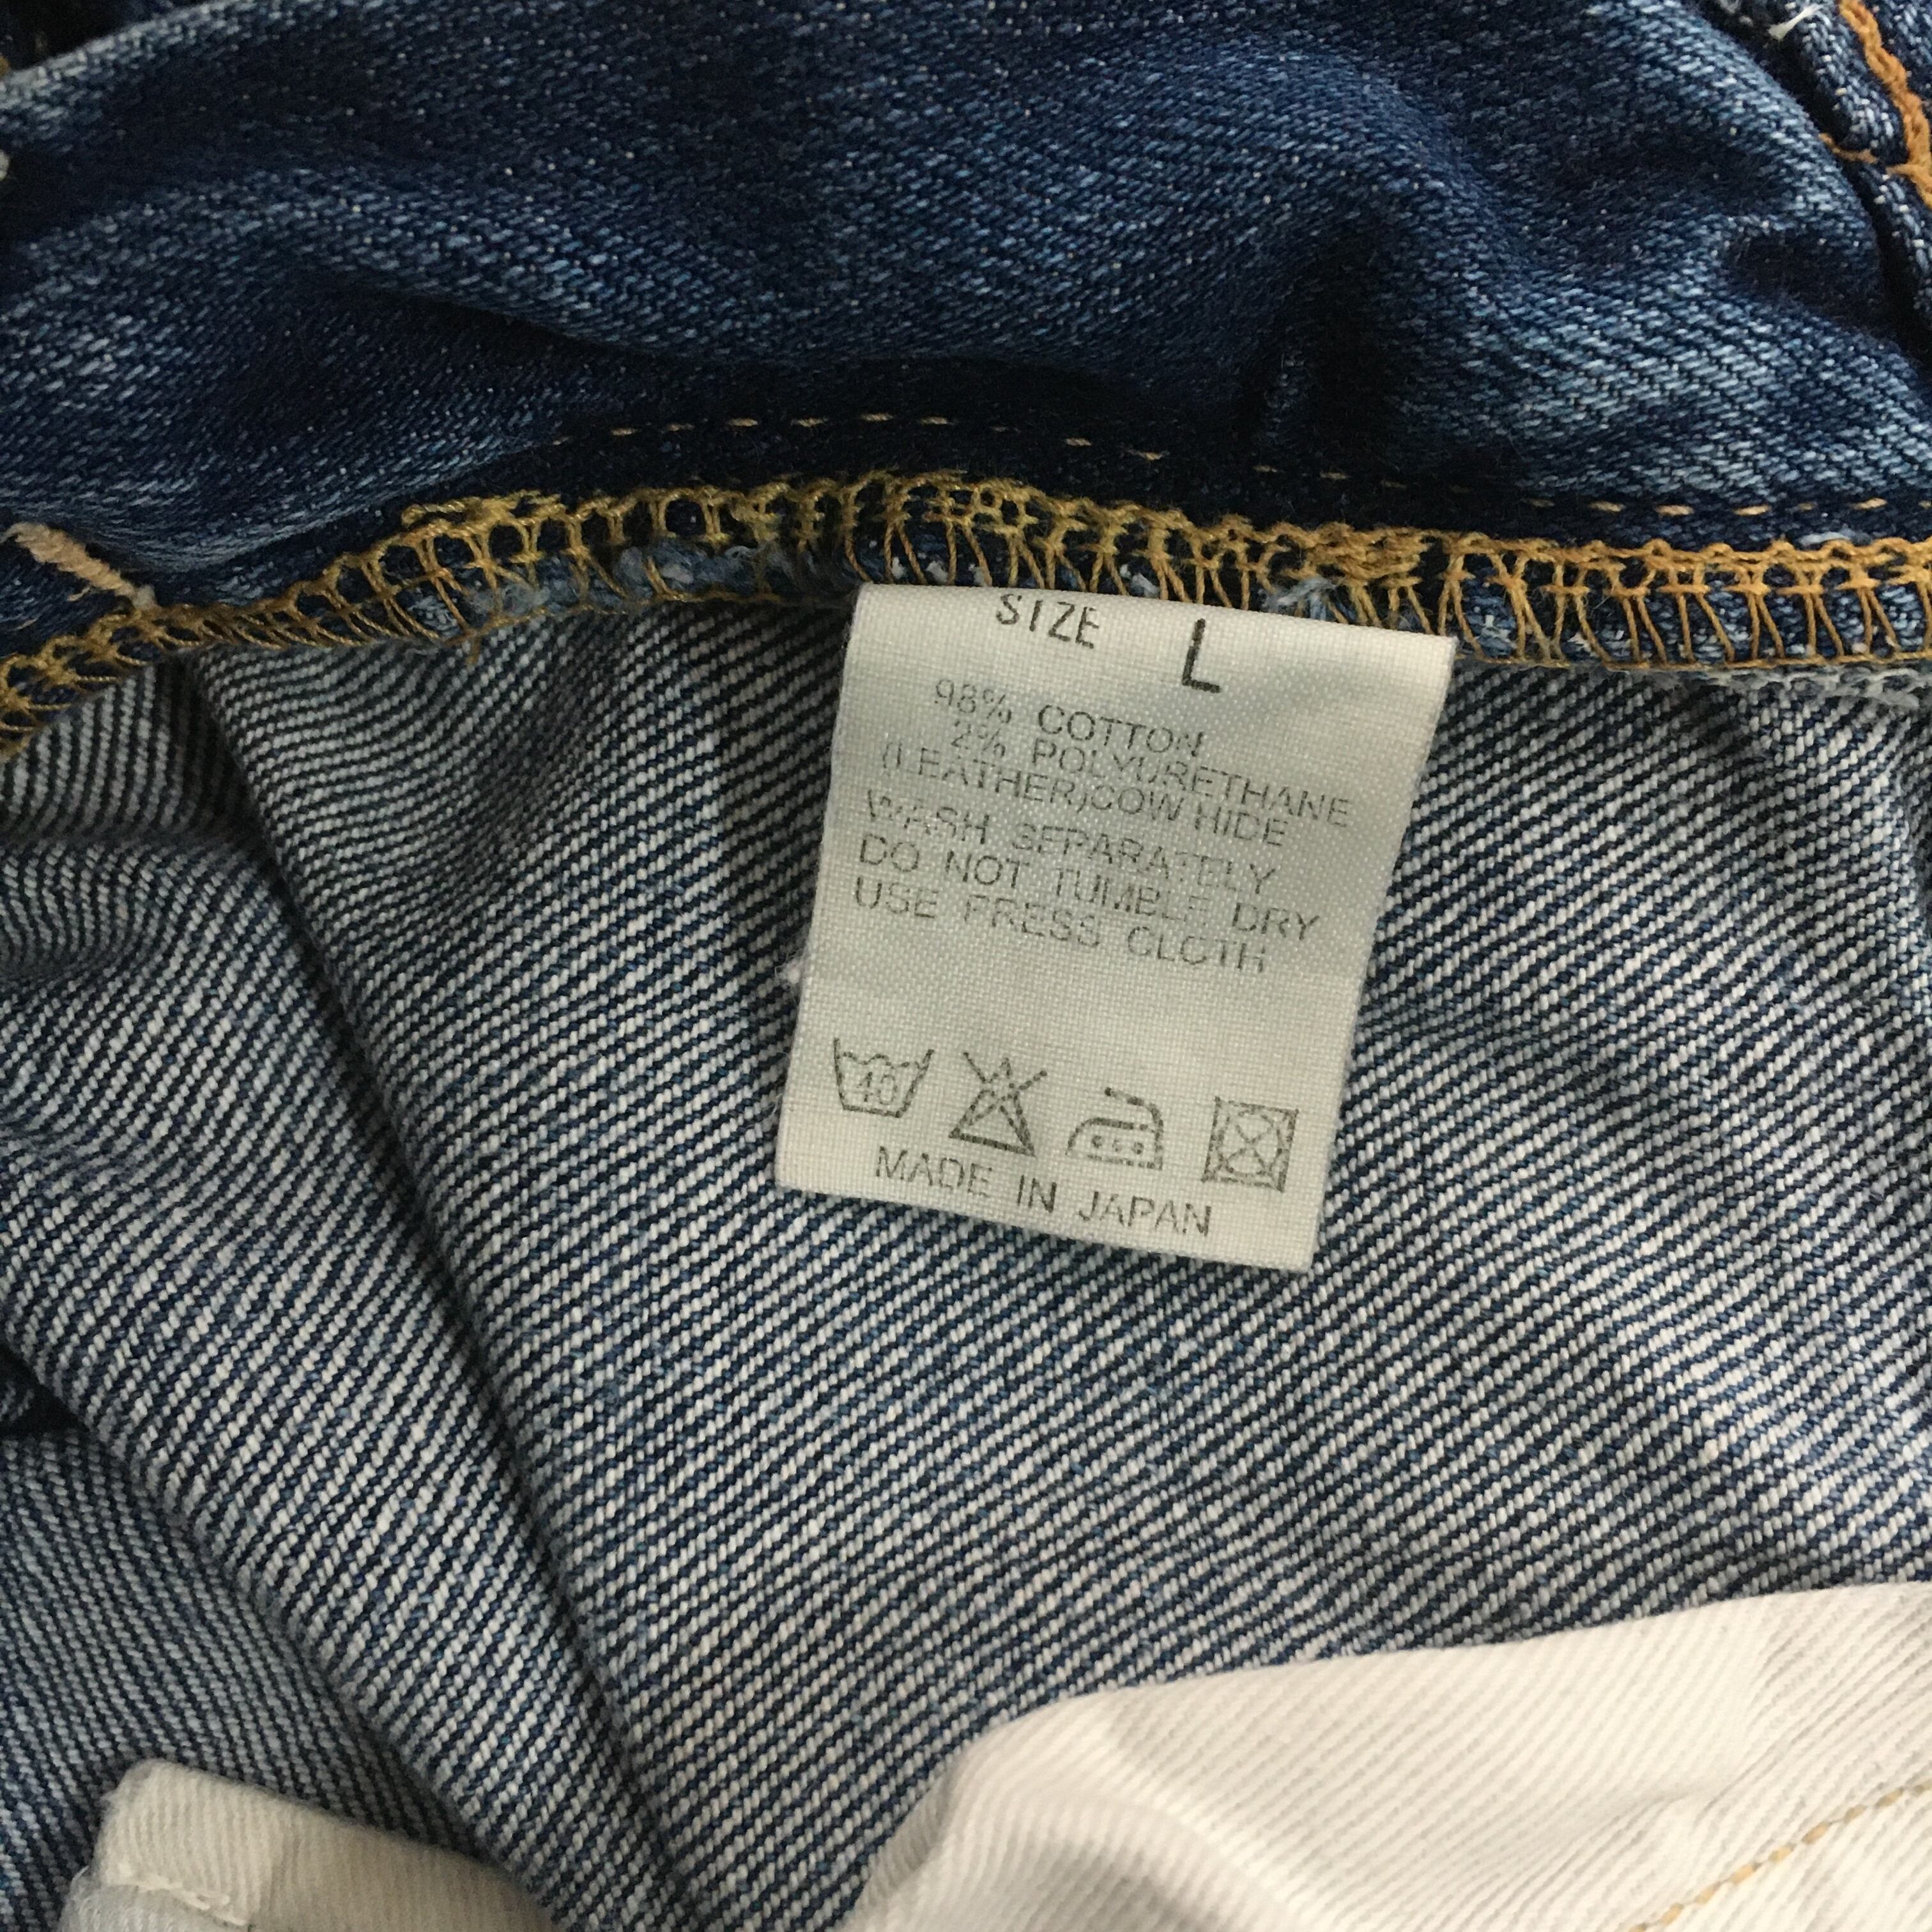 SIZE L
98% COTTON
2% POLYURETHANE
(LEATHER)COW HIDE
WASH SEPARATELY
DO NOT TUMBLE DRY
USE PRESS CLOTH
40
MADE IN JAPAN